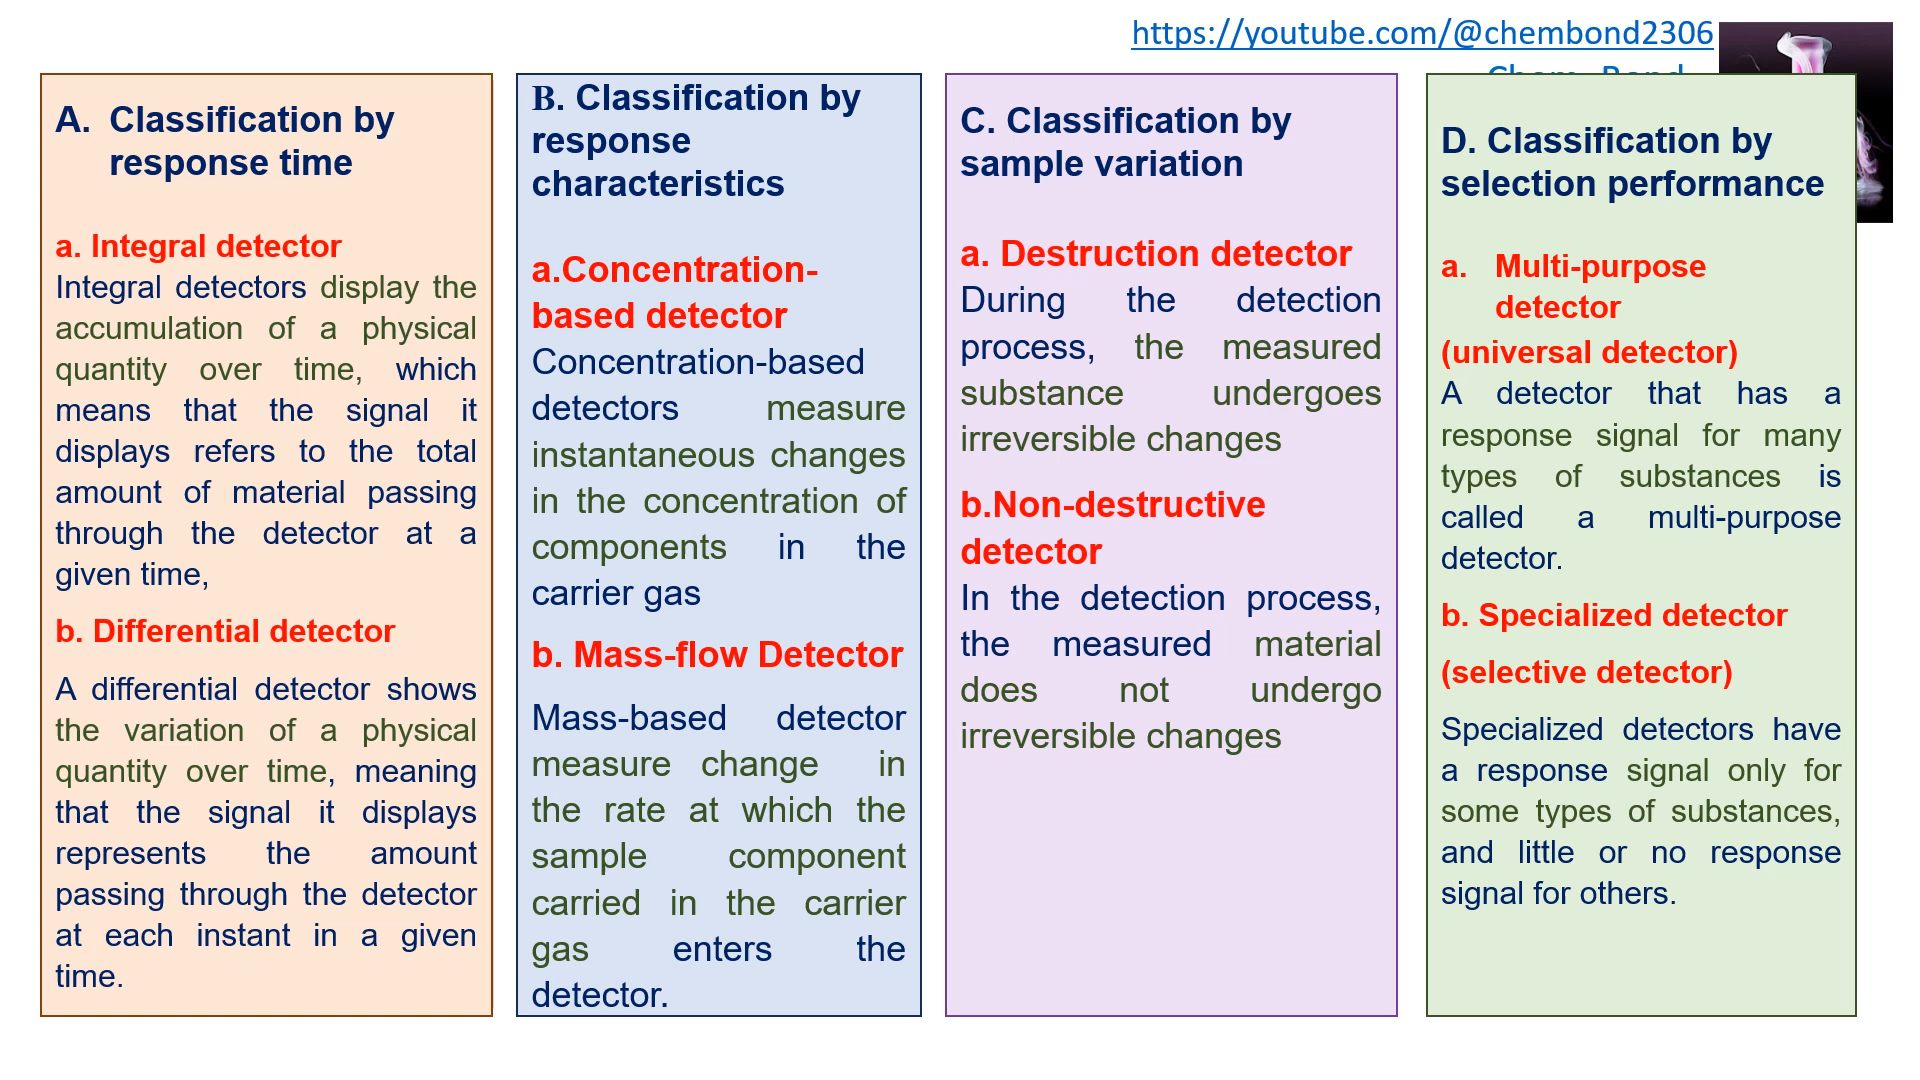 https://youtube.com/@chembond2306
A. Classification by
response time
a. Integral detector
Integral detectors display the
accumulation of a physical
quantity over time, which
means that the signal it
displays refers to the total
amount of material passing
through the detector at a
given time,
b. Differential detector
A differential detector shows
the variation of a physical
quantity over time, meaning
that the signal it displays
represents the amount
passing through the detector
at each instant in a given
time.
B. Classification by
response
characteristics
a.Concentration-
based detector
Concentration-based
detectors measure
instantaneous changes
in the concentration of
components in the
carrier gas
b. Mass-flow Detector
Mass-based detector
measure change in
the rate at which the
sample component
carried in the carrier
gas enters the
detector.
C. Classification by
sample variation
a. Destruction detector
During the detection
process, the measured
substance undergoes
irreversible changes
b.Non-destructive
detector
In the detection process,
the measured material
does not undergo
irreversible changes
D. Classification by
selection performance
a. Multi-purpose
detector
(universal detector)
A detector that has a
response signal for many
types of substances is
called a multi-purpose
detector.
b. Specialized detector
(selective detector)
Specialized detectors have
a response signal only for
some types of substances,
and little or no response
signal for others.